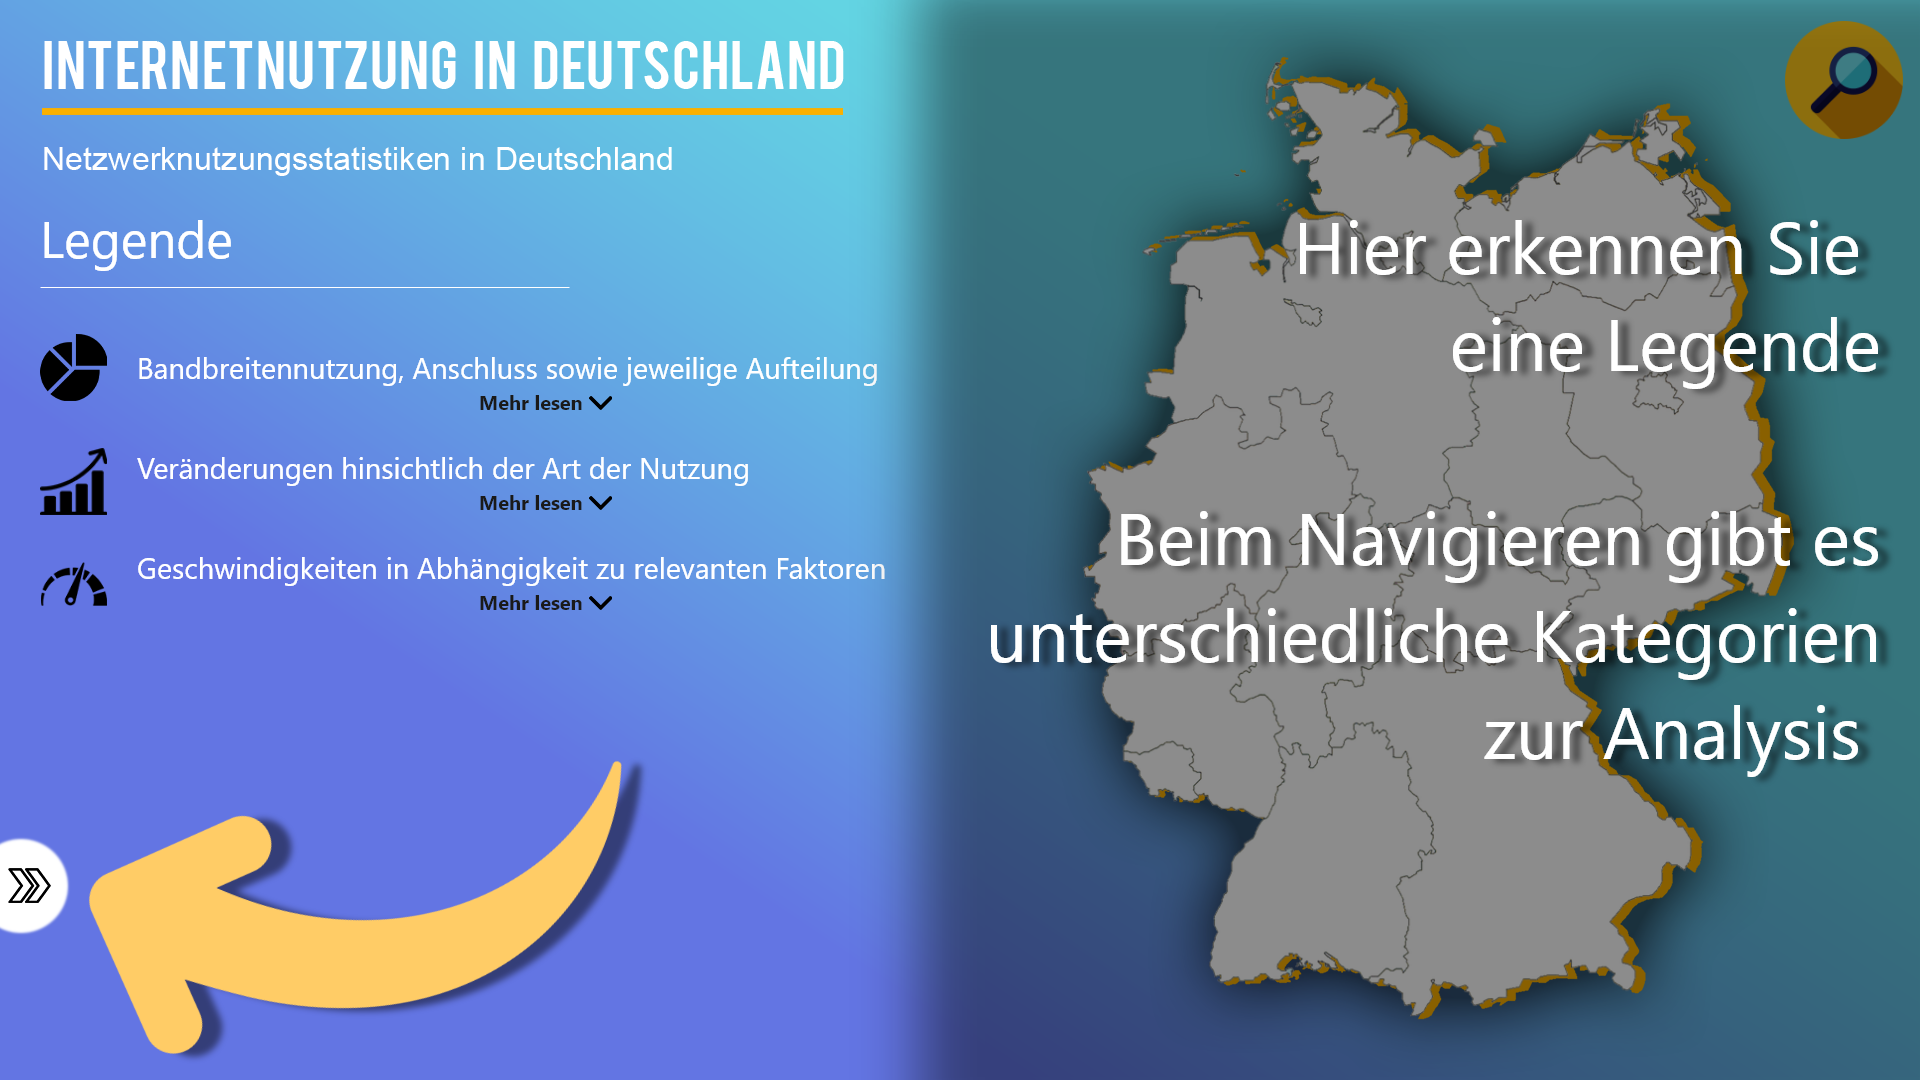 INTERNETNUTZUNG IN DEUTSCHLAND
Netzwerknutzungsstatistiken in Deutschland
Legende
Bandbreitennutzung, Anschluss sowie jeweilige Aufteilung
Mehr lesen
Veränderungen hinsichtlich der Art der Nutzung
Mehr lesen
Geschwindigkeiten in Abhängigkeit zu relevanten Faktoren
Mehr lesen
Hier erkennen Sie
eine Legende
Beim Navigieren gibt es
unterschiedliche Kategorien
zur Analysis